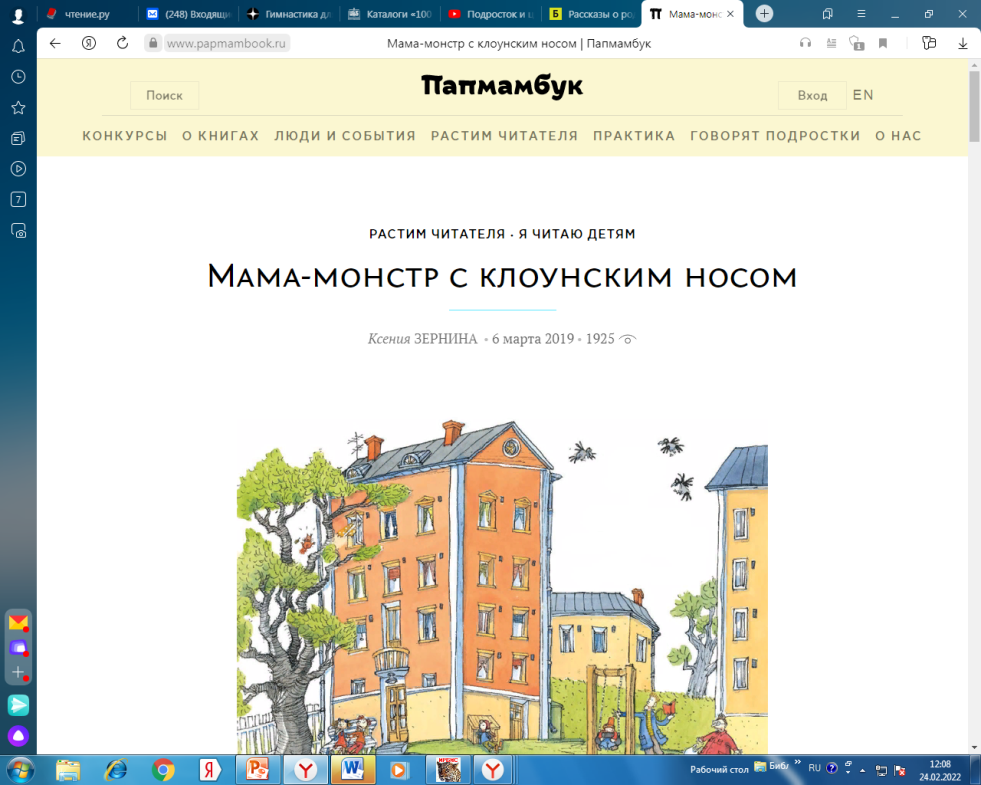 чтение.ру
(248) Входящи
Гимнастика дл
Каталоги «100
Подросток и ц
Рассказы о ро
Мама-монс
www.papmambook.ru
Мама-монстр с клоунским носом | Папмамбук
1
7
Поиск
Папмамбук
Вход
EN
КОНКУРСЫ О КНИГАХ ЛЮДИ И СОБЫТИЯ РАСТИМ ЧИТАТЕЛЯ ПРАКТИКА ГОВОРЯТ ПОДРОСТКИ О НАС
РАСТИМ ЧИТАТЕЛЯ · Я ЧИТАЮ ДЕТЯМ
Мама-монстр с клоунским носом
Ксения ЗЕРНИНА • 6 марта 2019 • 1925
Рабочий стол
Библ
RU
12:08
24.02.2022